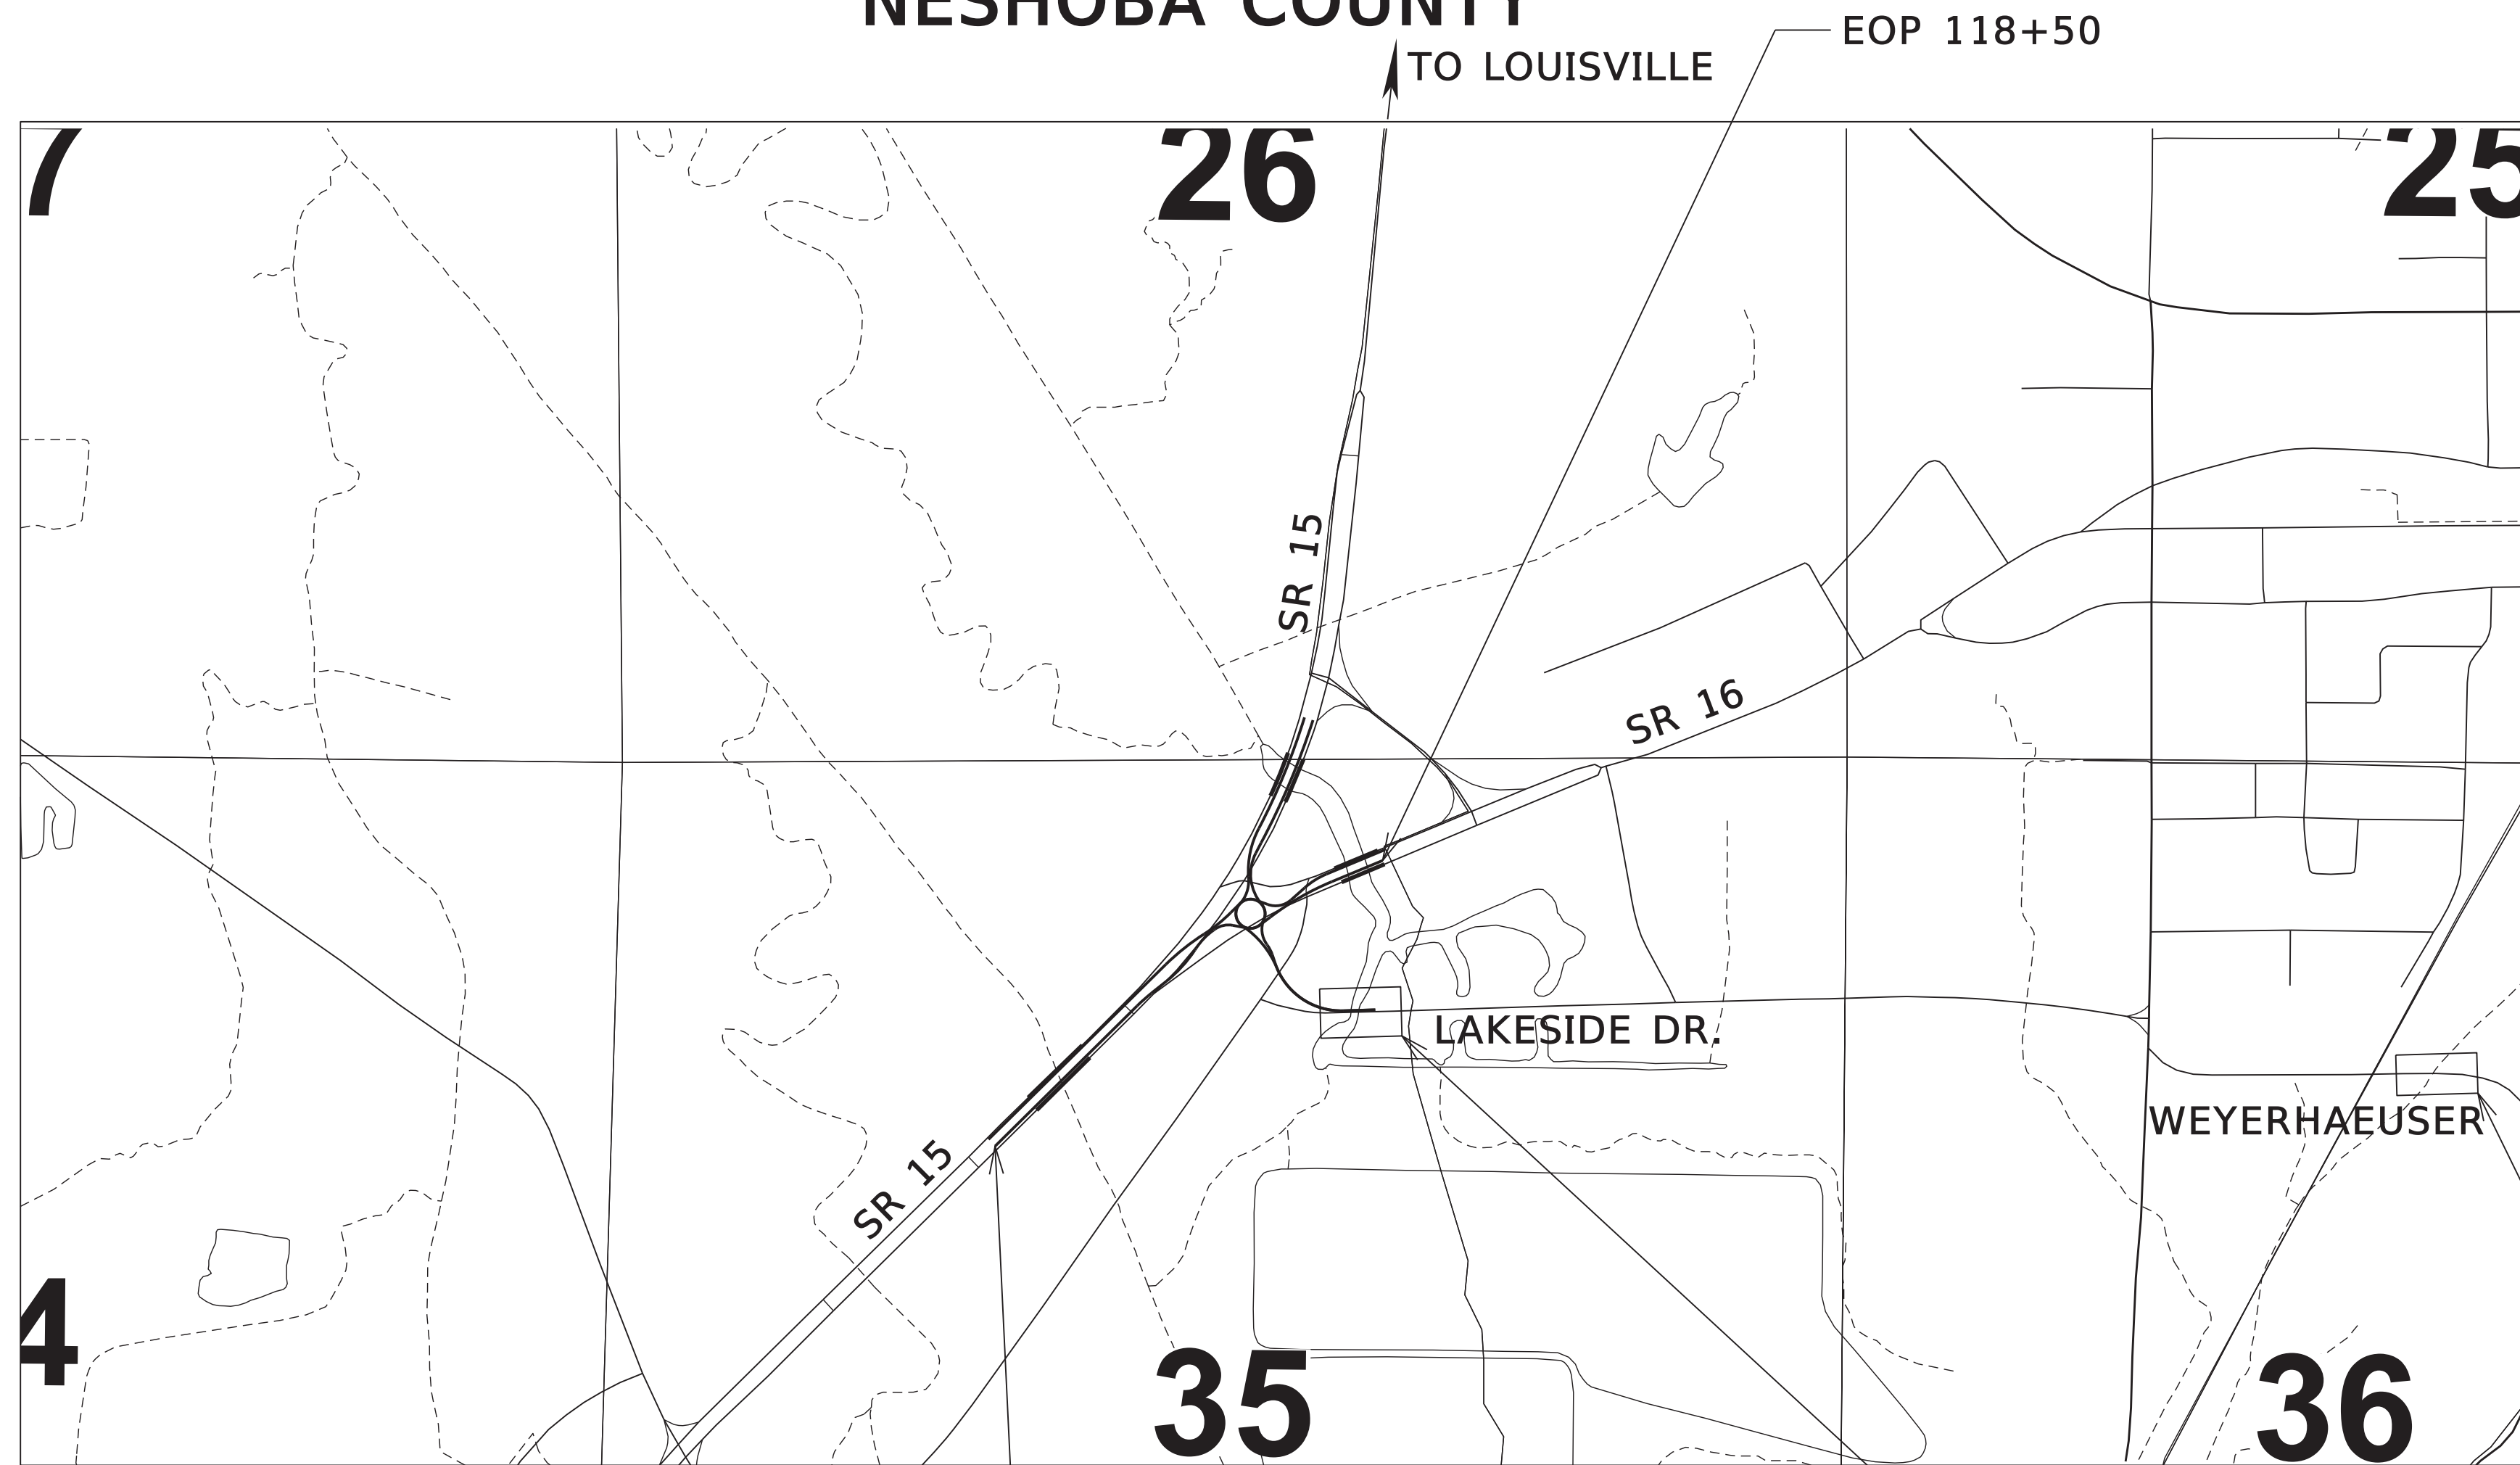 NESHOBA COUNTY
EOP 118+50
TO LOUISVILLE
7
26
25
SR 15
SR 16
LAKESIDE DR.
WEYERHAEUSER
SR 15
4
35
36